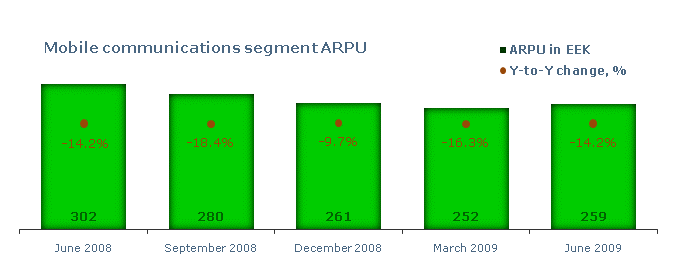 Mobile communications segment ARPU
ARPU in EEK
Y-to-Y change, %
-14.2% -18.4% -9.7% -16.3% -14.2%
302 280 261 252 259
June 2008 September 2008 December 2008 March 2009 June 2009